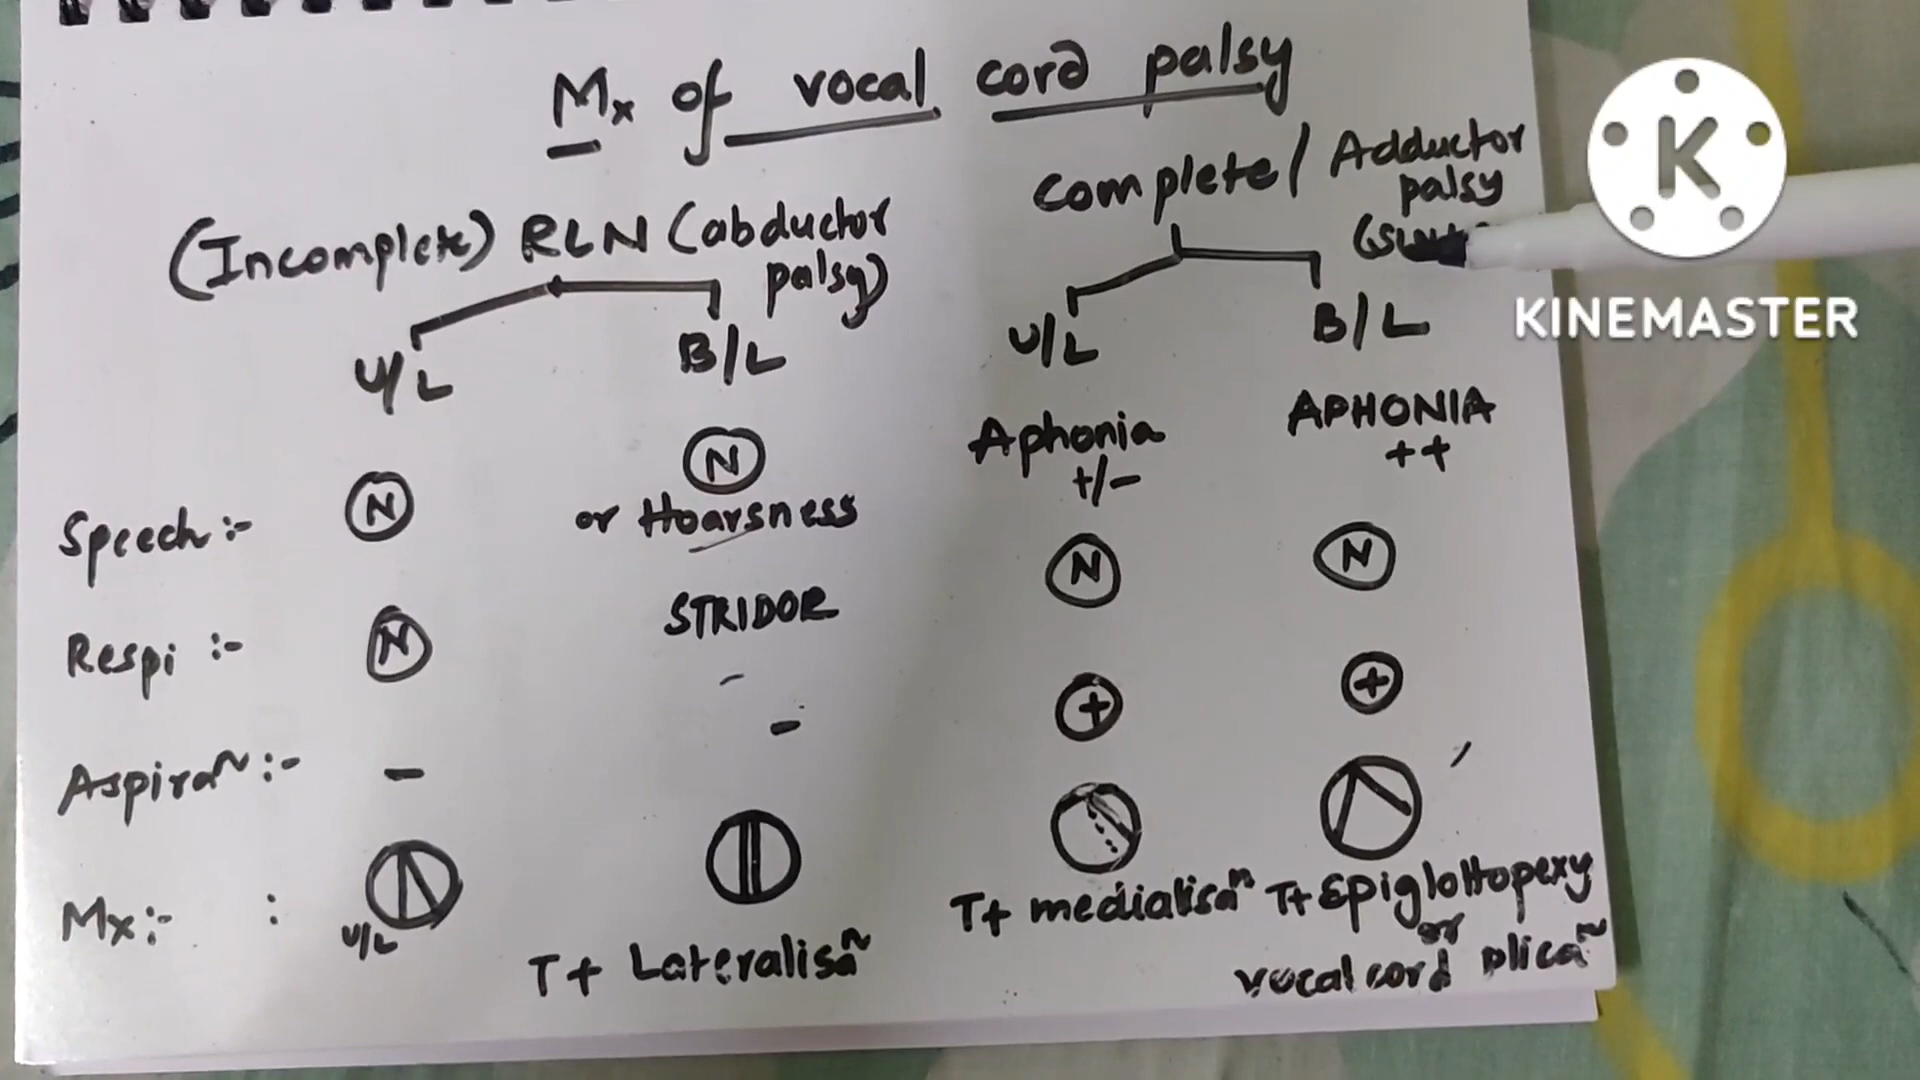 Mx of vocal cord palsy
(Incomplete) RLN (abductor palsy)
Complete / Adductor palsy
U/L B/L U/L B/L
Speech :- N N or Hoarsness Aphonia +/- APHONIA ++
Respi :- N STRIDOR N N
Aspiraⁿ :- - - + +
Mx :- : U/L T+ Lateralisaⁿ T+ medialisaⁿ T+ Epiglottopexy or vocal cord plicaⁿ
K
KINEMASTER